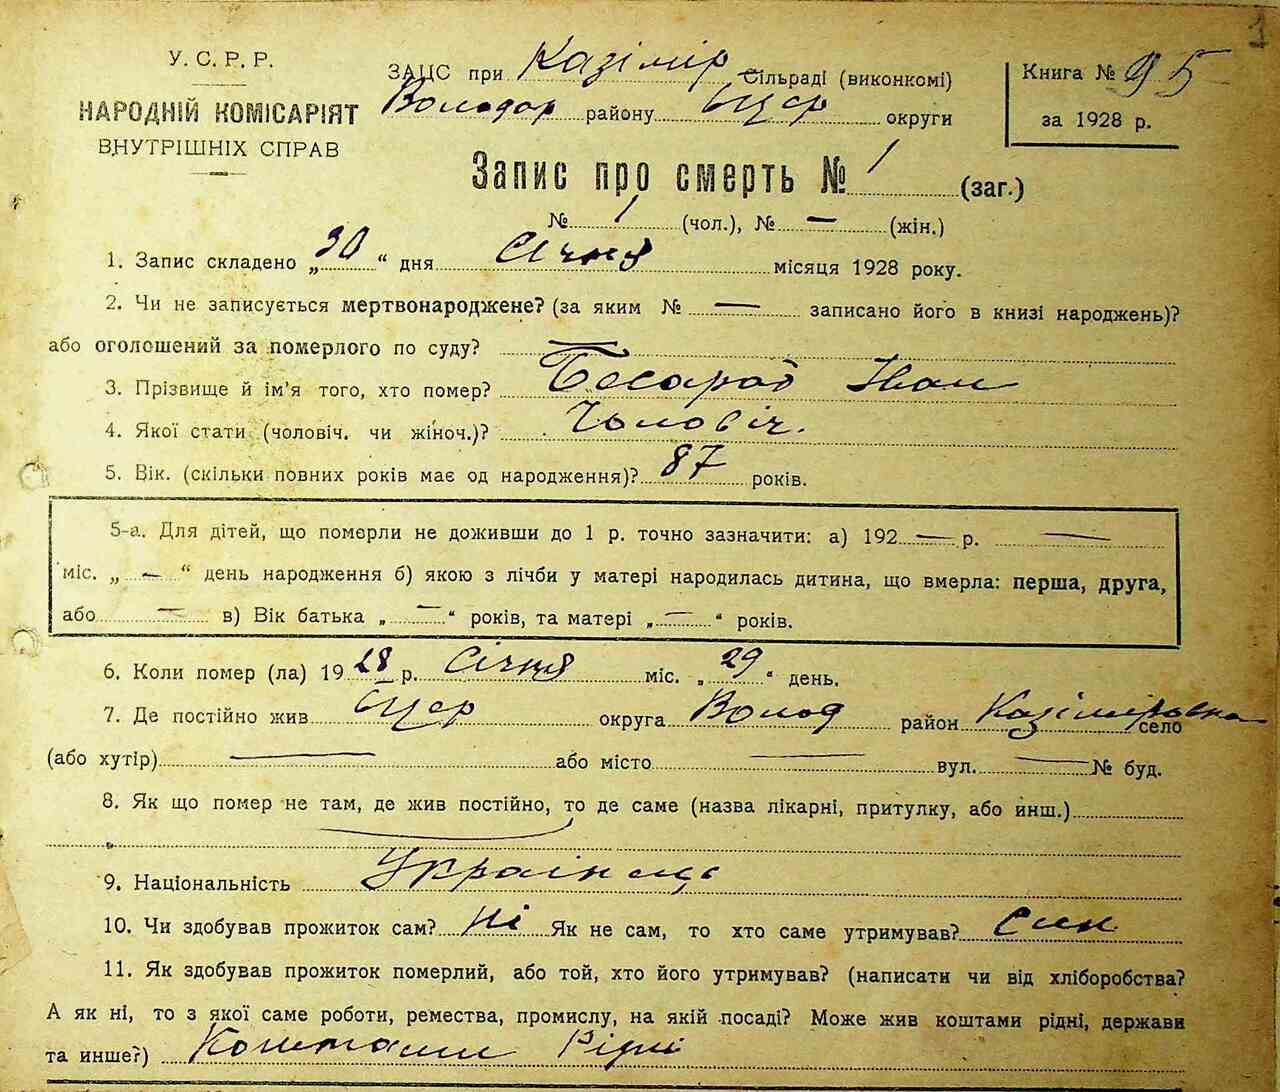 1
У. С. Р. Р.
НАРОДНІЙ КОМІСАРІЯТ
ВНУТРІШНІХ СПРАВ
ЗАЦС при Казімір Сільраді (виконкомі)
Володар району Бцер округи
Книга № 95
за 1928 р.
Запис про смерть № 1 (заг.)
№ 1 (чол.), № — (жін.)
1. Запис складено „30“ дня Січня місяця 1928 року.
2. Чи не записується мертвонароджене? (за яким № — записано його в книзі народжень)?
або оголошений за померлого по суду? —
3. Прізвище й ім'я того, хто помер? Бесараб Іван
4. Якої стати (чоловіч. чи жіноч.)? Чоловіч.
5. Вік. (скільки повних років має од народження)? 87 років.
5-а. Для дітей, що померли не доживши до 1 р. точно зазначити: а) 192 — р. —
міс. „ — “ день народження б) якою з лічби у матері народилась дитина, що вмерла: перша, друга,
або — в) Вік батька „ — “ років, та матері „ — “ років.
6. Коли помер (ла) 1928 р. Січня міс. „29“ день.
7. Де постійно жив Бцер округа Волод район Казімірівка село
(або хутір) — або місто — вул. — № буд.
8. Як що помер не там, де жив постійно, то де саме (назва лікарні, притулку, або инш.)
9. Національність Українець
10. Чи здобував прожиток сам? Ні Як не сам, то хто саме утримував? Син
11. Як здобував прожиток померлий, або той, хто його утримував? (написати чи від хліборобства?
А як ні, то з якої саме роботи, ремества, промислу, на якій посаді? Може жив коштами рідні, держави
та инше?) Коштами Рідні